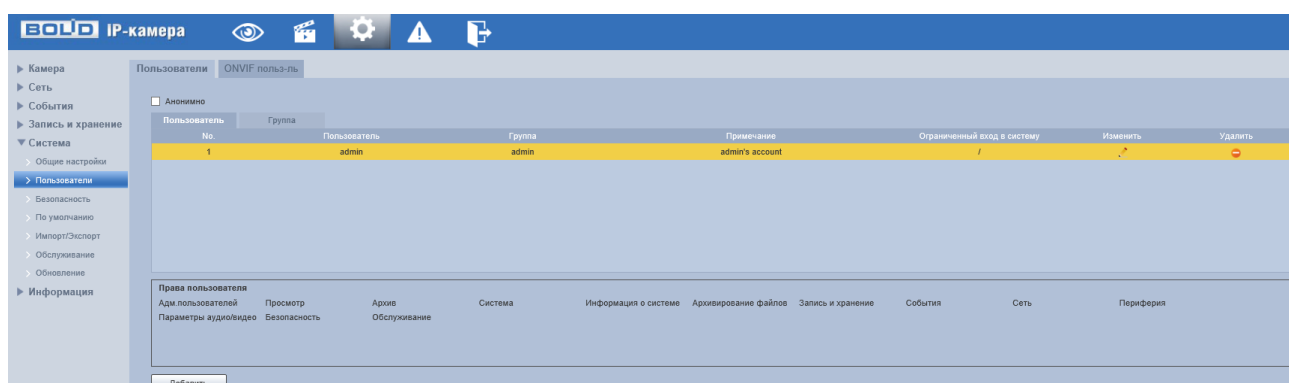 BOLID IP-камера
Камера
Сеть
События
Запись и хранение
Система
Общие настройки
Пользователи
Безопасность
По умолчанию
Импорт/Экспорт
Обслуживание
Обновление
Информация
Пользователи ONVIF польз-ль
Анонимно
Пользователь Группа
No. Пользователь Группа Примечание Ограниченный вход в систему Изменить Удалить
1 admin admin admin's account /
Права пользователя
Адм.пользователей Просмотр Архив Система Информация о системе Архивирование файлов Запись и хранение События Сеть Периферия
Параметры аудио/видео Безопасность Обслуживание
Добавить